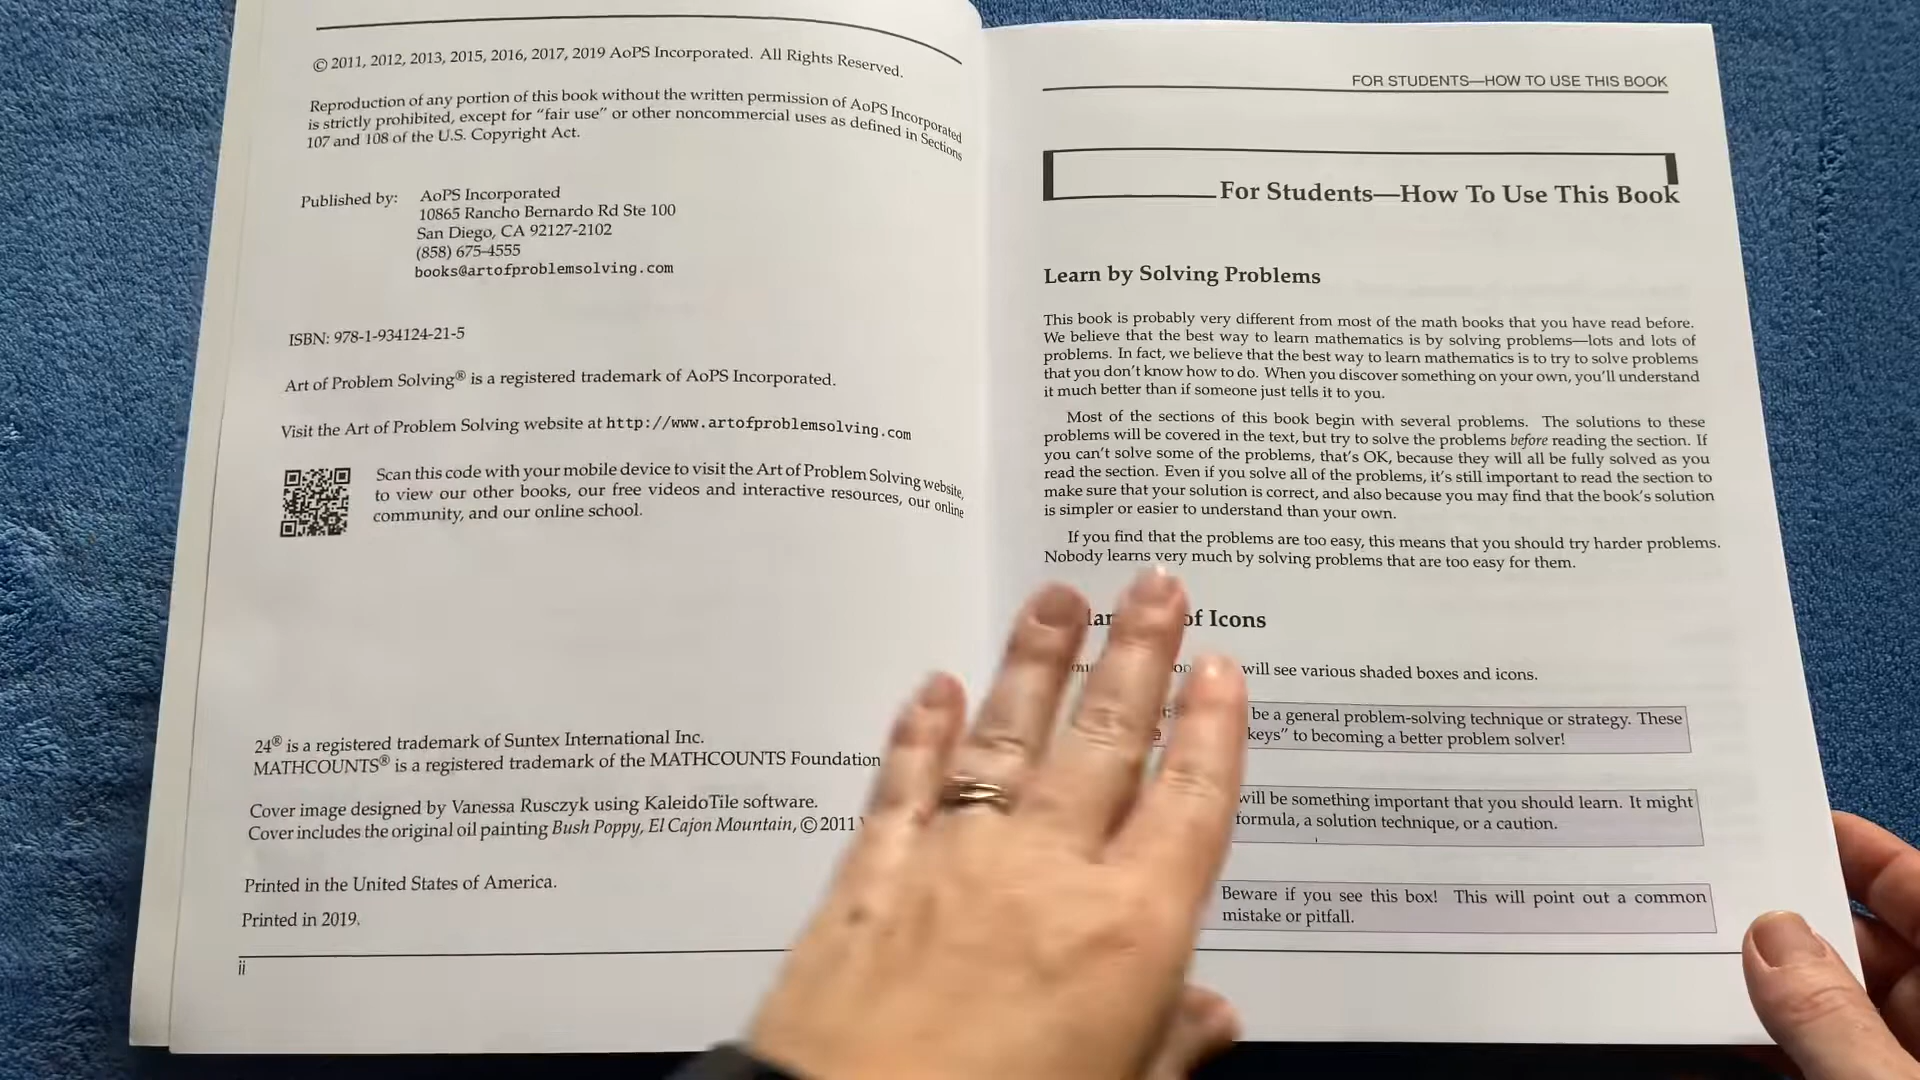 © 2011, 2012, 2013, 2015, 2016, 2017, 2019 AoPS Incorporated. All Rights Reserved.
Reproduction of any portion of this book without the written permission of AoPS Incorporated
is strictly prohibited, except for “fair use” or other noncommercial uses as defined in Sections
107 and 108 of the U.S. Copyright Act.
Published by: AoPS Incorporated
10865 Rancho Bernardo Rd Ste 100
San Diego, CA 92127-2102
(858) 675-4555
books@artofproblemsolving.com
ISBN: 978-1-934124-21-5
Art of Problem Solving® is a registered trademark of AoPS Incorporated.
Visit the Art of Problem Solving website at http://www.artofproblemsolving.com
Scan this code with your mobile device to visit the Art of Problem Solving website,
to view our other books, our free videos and interactive resources, our online
community, and our online school.
24® is a registered trademark of Suntex International Inc.
MATHCOUNTS® is a registered trademark of the MATHCOUNTS Foundation
Cover image designed by Vanessa Rusczyk using KaleidoTile software.
Cover includes the original oil painting Bush Poppy, El Cajon Mountain, © 2011
Printed in the United States of America.
Printed in 2019.
ii
FOR STUDENTS—HOW TO USE THIS BOOK
For Students—How To Use This Book
Learn by Solving Problems
This book is probably very different from most of the math books that you have read before.
We believe that the best way to learn mathematics is by solving problems—lots and lots of
problems. In fact, we believe that the best way to learn mathematics is to try to solve problems
that you don't know how to do. When you discover something on your own, you'll understand
it much better than if someone just tells it to you.
Most of the sections of this book begin with several problems. The solutions to these
problems will be covered in the text, but try to solve the problems before reading the section. If
you can't solve some of the problems, that's OK, because they will all be fully solved as you
read the section. Even if you solve all of the problems, it's still important to read the section to
make sure that your solution is correct, and also because you may find that the book's solution
is simpler or easier to understand than your own.
If you find that the problems are too easy, this means that you should try harder problems.
Nobody learns very much by solving problems that are too easy for them.
of Icons
will see various shaded boxes and icons.
be a general problem-solving technique or strategy. These
keys” to becoming a better problem solver!
will be something important that you should learn. It might
formula, a solution technique, or a caution.
Beware if you see this box! This will point out a common
mistake or pitfall.